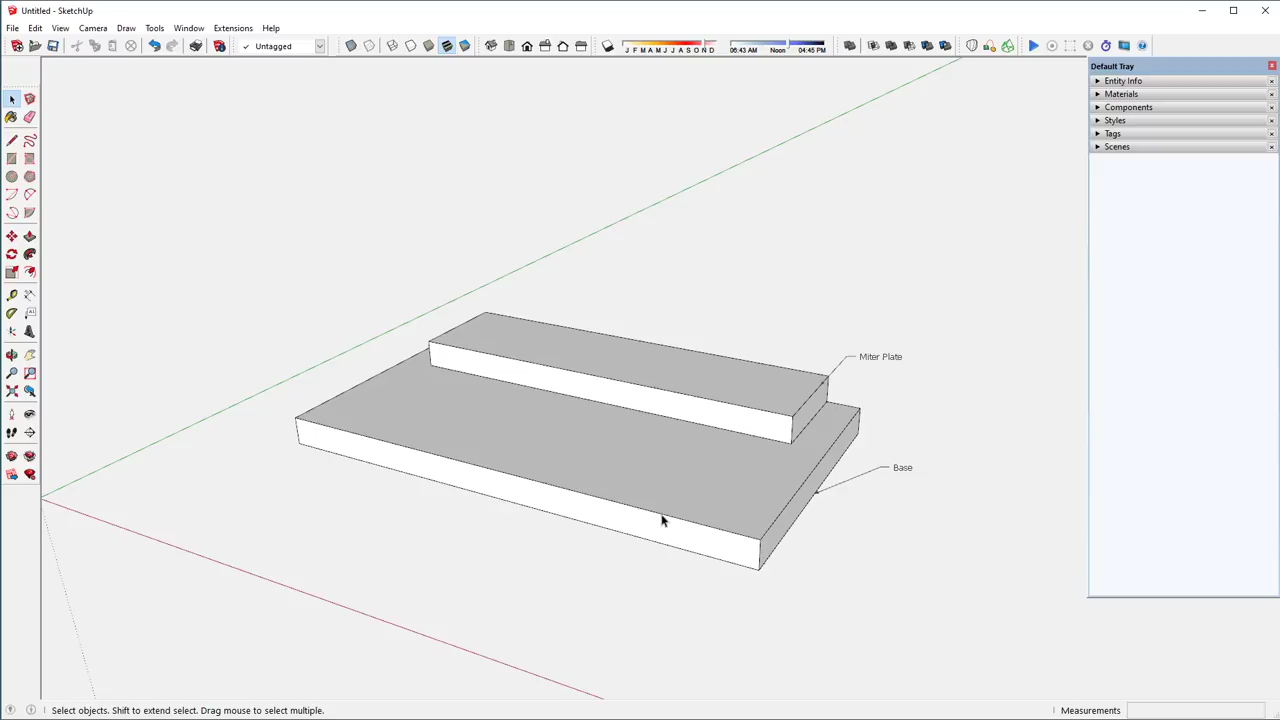 Untitled - SketchUp
File Edit View Camera Draw Tools Window Extensions Help
✓ Untagged
J F M A M J J A S O N D
06:43 AM Noon 04:45 PM
Default Tray
Entity Info
Materials
Components
Styles
Tags
Scenes
Miter Plate
Base
Select objects. Shift to extend select. Drag mouse to select multiple.
Measurements